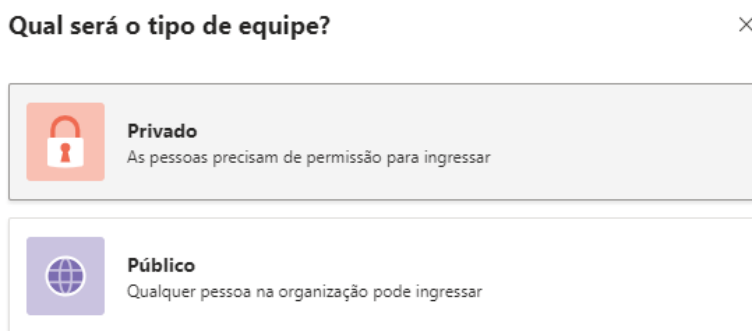 Qual será o tipo de equipe?
Privado
As pessoas precisam de permissão para ingressar
Público
Qualquer pessoa na organização pode ingressar